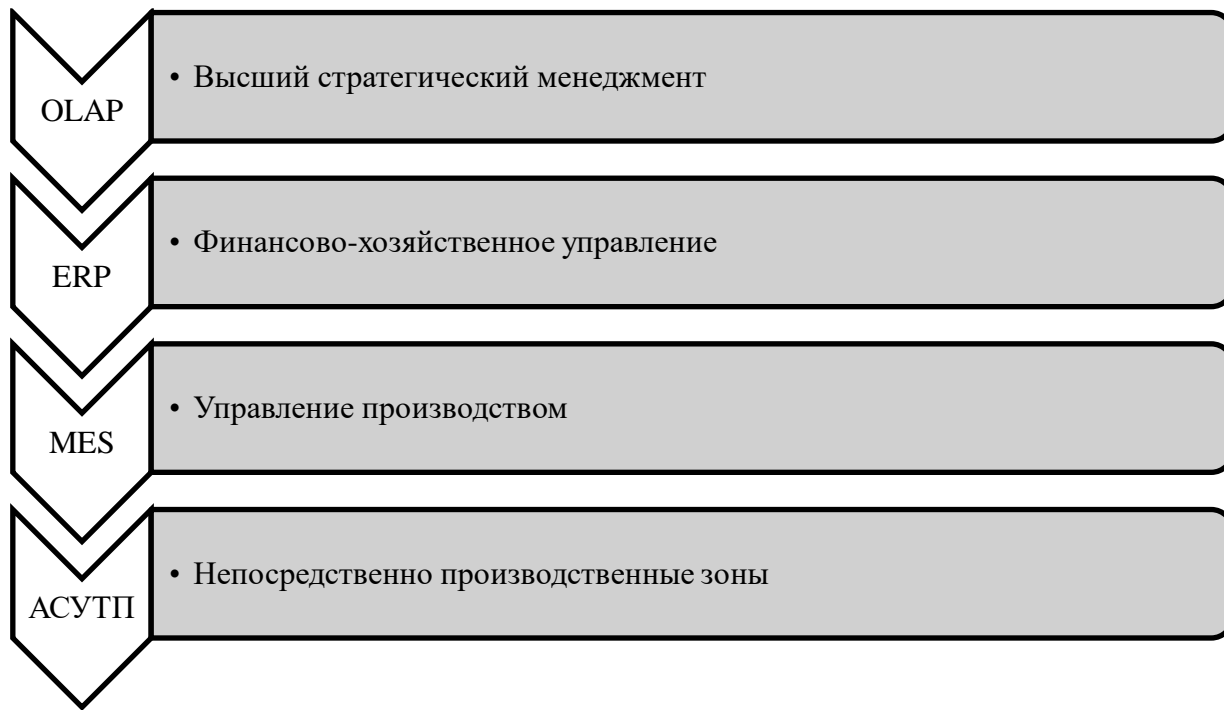 OLAP
• Высший стратегический менеджмент
ERP
• Финансово-хозяйственное управление
MES
• Управление производством
АСУТП
• Непосредственно производственные зоны